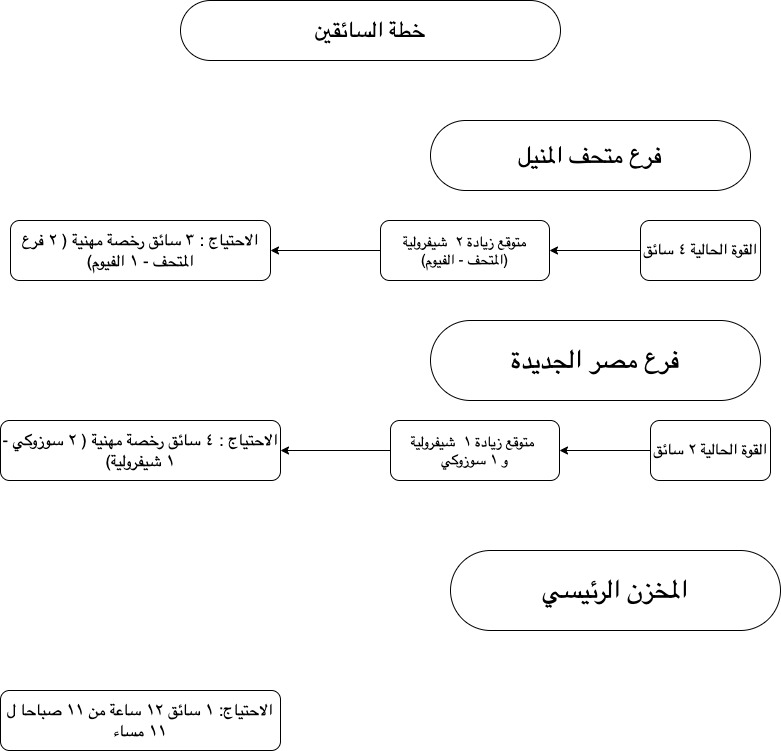 خطة السائقين
فرع متحف المنيل
القوة الحالية ٤ سائق
متوقع زيادة ٢ شيفرولية
(المتحف - الفيوم)
الاحتياج : ٣ سائق رخصة مهنية ( ٢ فرع
المتحف - ١ الفيوم)
فرع مصر الجديدة
القوة الحالية ٢ سائق
متوقع زيادة ١ شيفرولية
و ١ سوزوكي
الاحتياج : ٤ سائق رخصة مهنية ( ٢ سوزوكي -
١ شيفرولية)
المخزن الرئيسي
الاحتياج: ١ سائق ١٢ ساعة من ١١ صباحا ل
١١ مساء